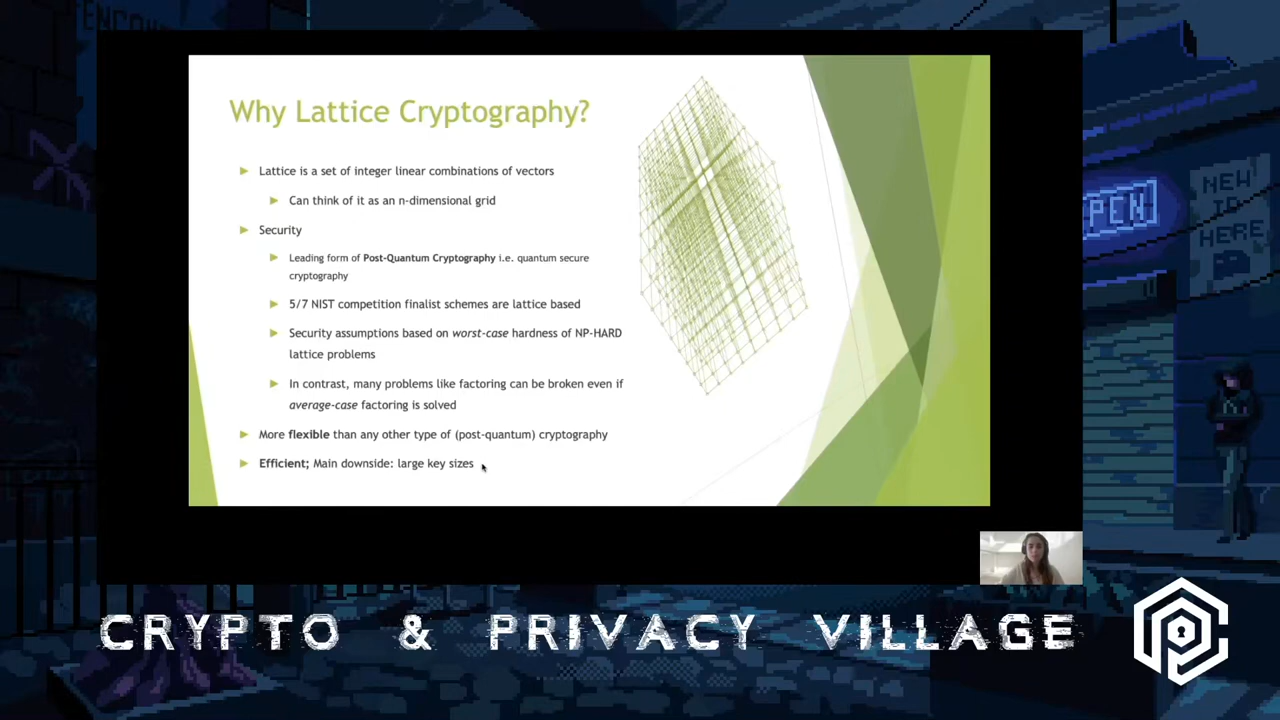 Why Lattice Cryptography?
Lattice is a set of integer linear combinations of vectors
Can think of it as an n-dimensional grid
Security
Leading form of Post-Quantum Cryptography i.e. quantum secure
cryptography
5/7 NIST competition finalist schemes are lattice based
Security assumptions based on worst-case hardness of NP-HARD
lattice problems
In contrast, many problems like factoring can be broken even if
average-case factoring is solved
More flexible than any other type of (post-quantum) cryptography
Efficient; Main downside: large key sizes
PEN
NEW
IS
HERE
CRYPTO & PRIVACY VILLAGE